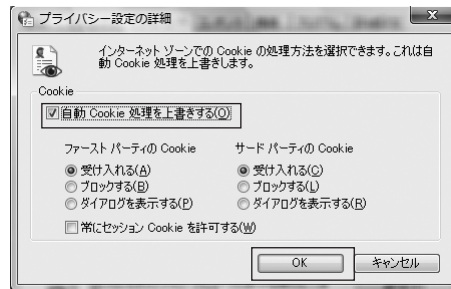 プライバシー設定の詳細
インターネット ゾーンでの Cookie の処理方法を選択できます。これは自
動 Cookie 処理を上書きします。
Cookie
自動 Cookie 処理を上書きする(O)
ファースト パーティの Cookie
サード パーティの Cookie
受け入れる(A)
受け入れる(C)
ブロックする(B)
ブロックする(L)
ダイアログを表示する(P)
ダイアログを表示する(R)
常にセッション Cookie を許可する(W)
OK
キャンセル